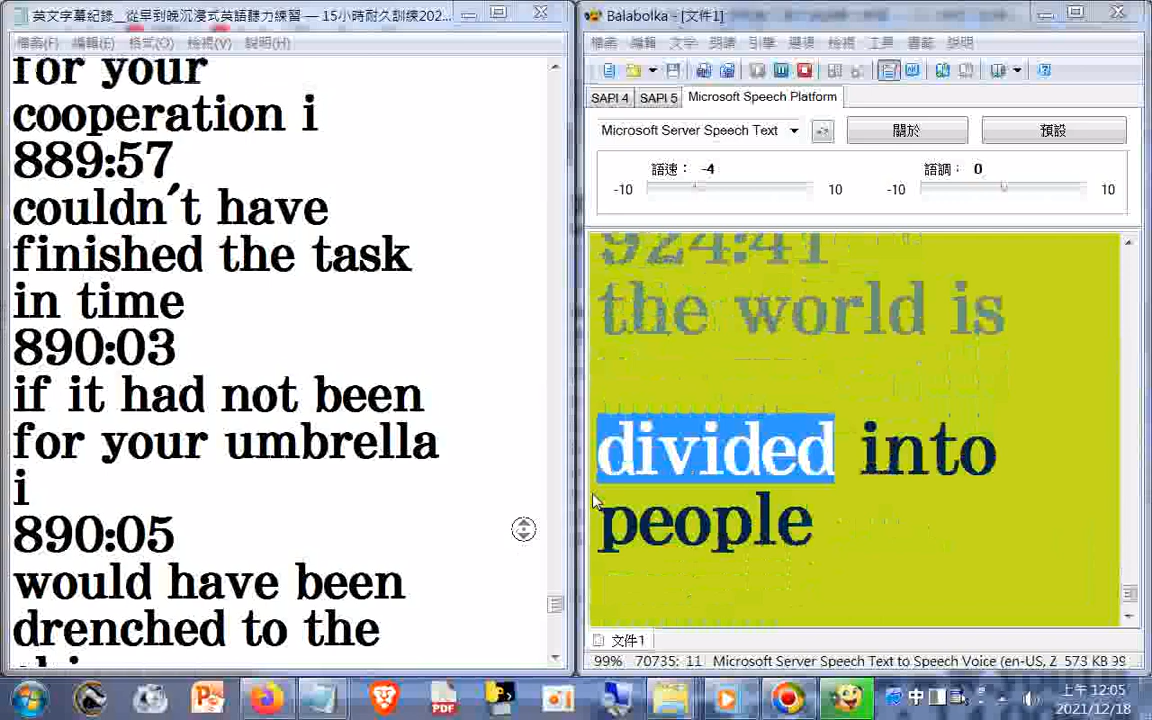 英文字幕紀錄_從早到晚沉浸式英語聽力練習 — 15小時耐久訓練202...
檔案(F) 編輯(E) 格式(O) 檢視(V) 說明(H)
for your
cooperation i
889:57
couldn't have
finished the task
in time
890:03
if it had not been
for your umbrella
i
890:05
would have been
drenched to the
Balabolka - [文件1]
檔案 編輯 文字 朗讀 引擎 選項 檢視 工具 書籤 說明
SAPI 4 SAPI 5 Microsoft Speech Platform
Microsoft Server Speech Text 關於 預設
語速： -4 語調： 0
-10 10 -10 10
924:41
the world is
divided into
people
文件1
99% 70735: 11 Microsoft Server Speech Text to Speech Voice (en-US, Z 573 KB 99
PDF 中 上午 12:05
2021/12/18